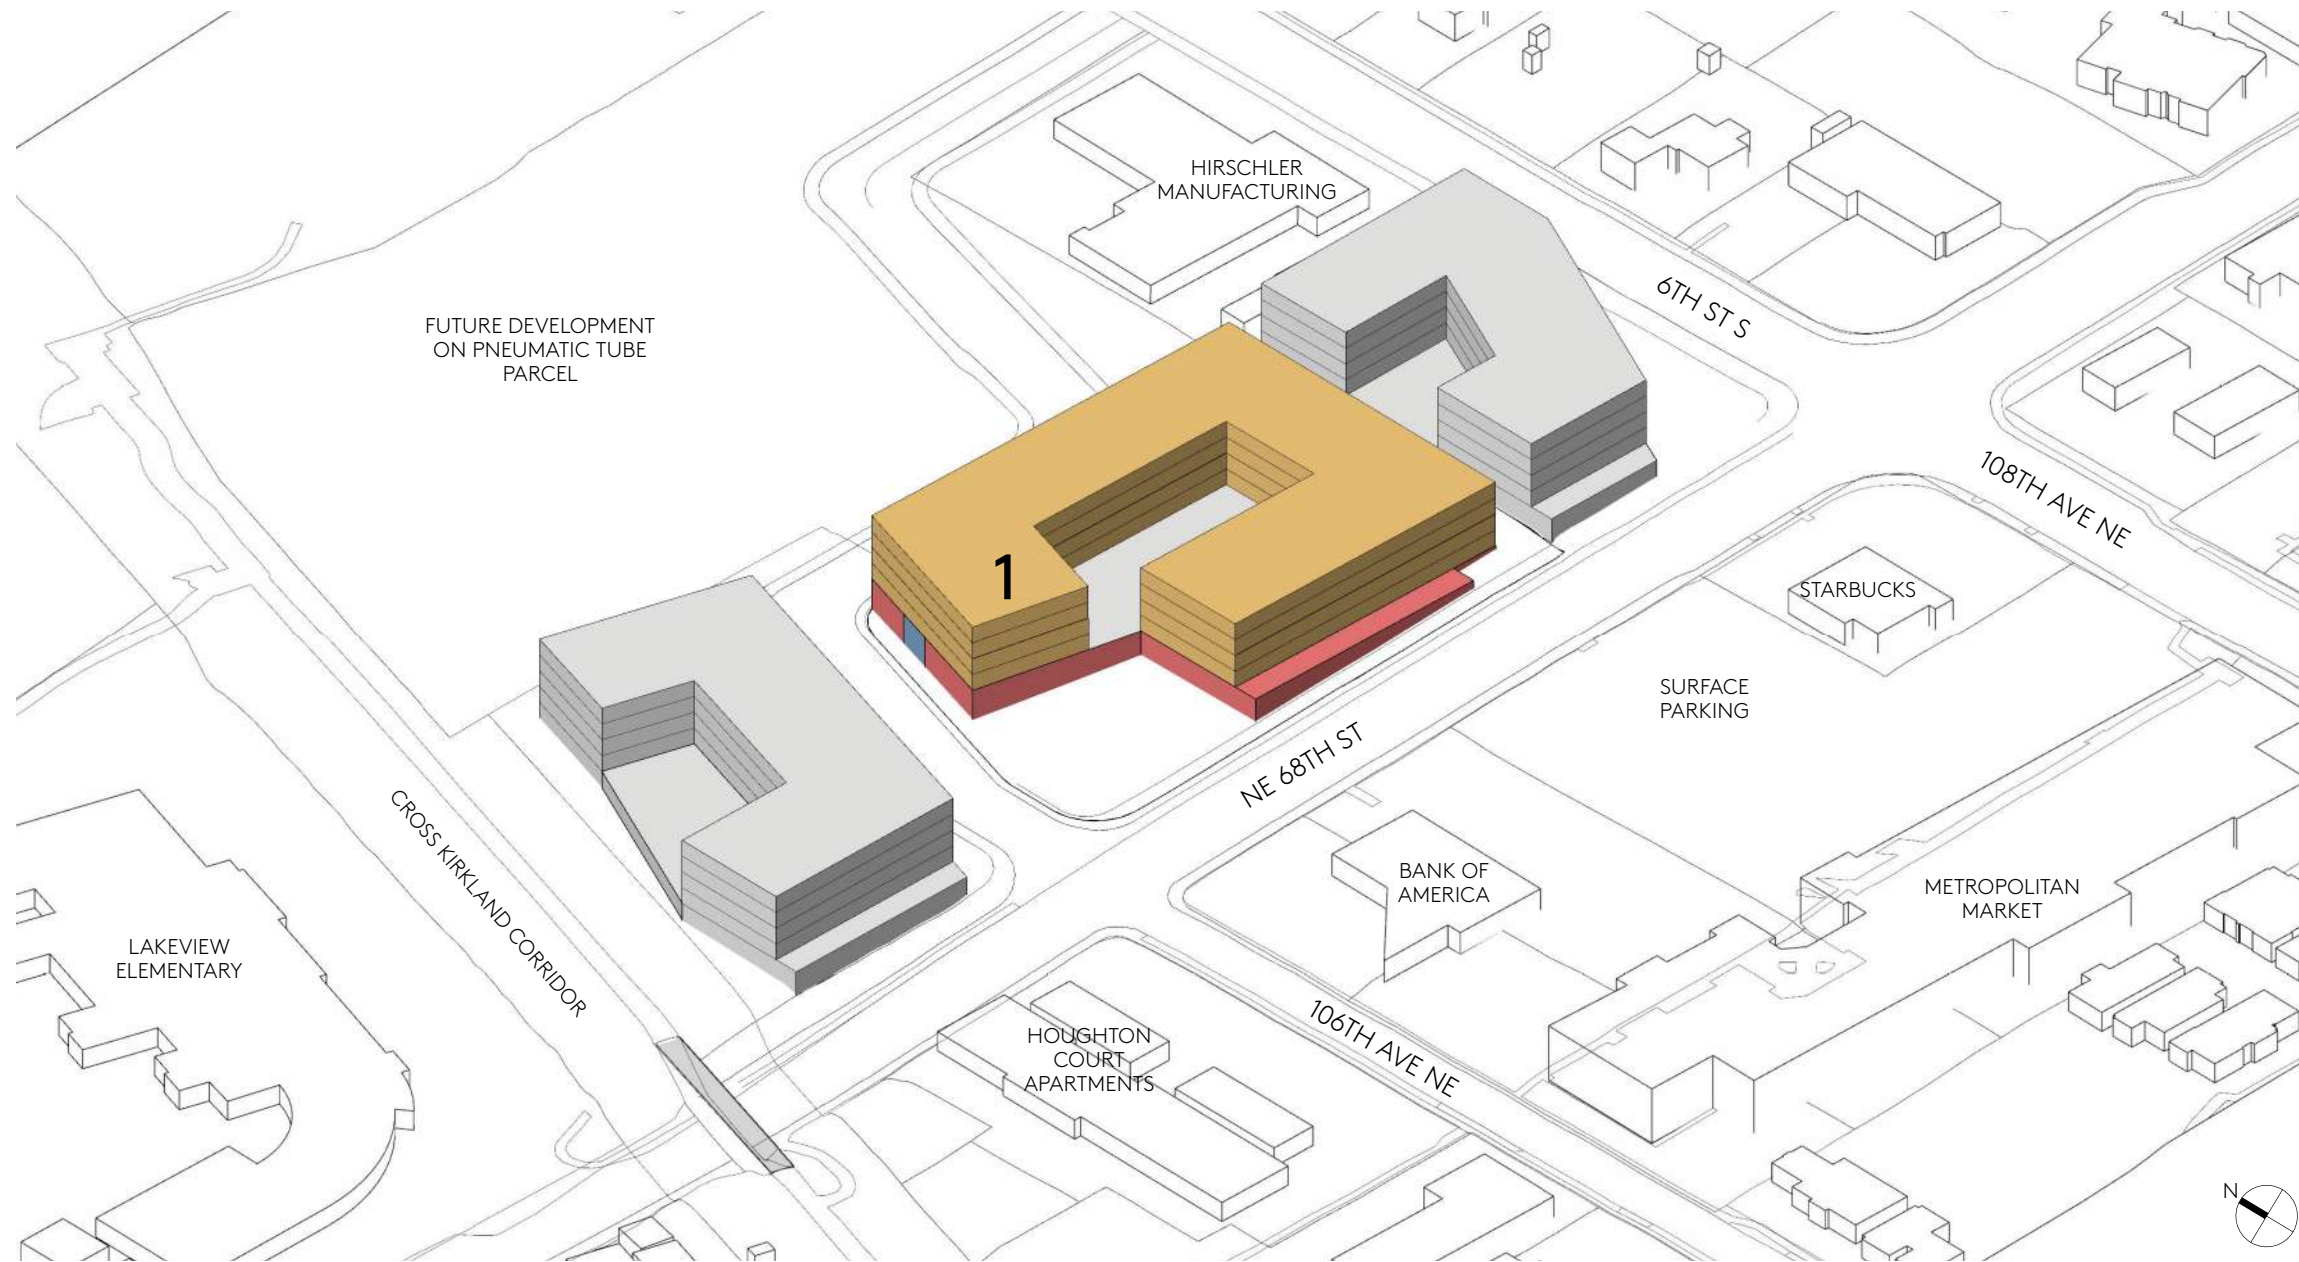 HIRSCHLER
MANUFACTURING
6TH ST S
FUTURE DEVELOPMENT
ON PNEUMATIC TUBE
PARCEL
108TH AVE NE
1
STARBUCKS
SURFACE
PARKING
NE 68TH ST
CROSS KIRKLAND CORRIDOR
BANK OF
AMERICA
METROPOLITAN
MARKET
LAKEVIEW
ELEMENTARY
106TH AVE NE
HOUGHTON
COURT
APARTMENTS
N